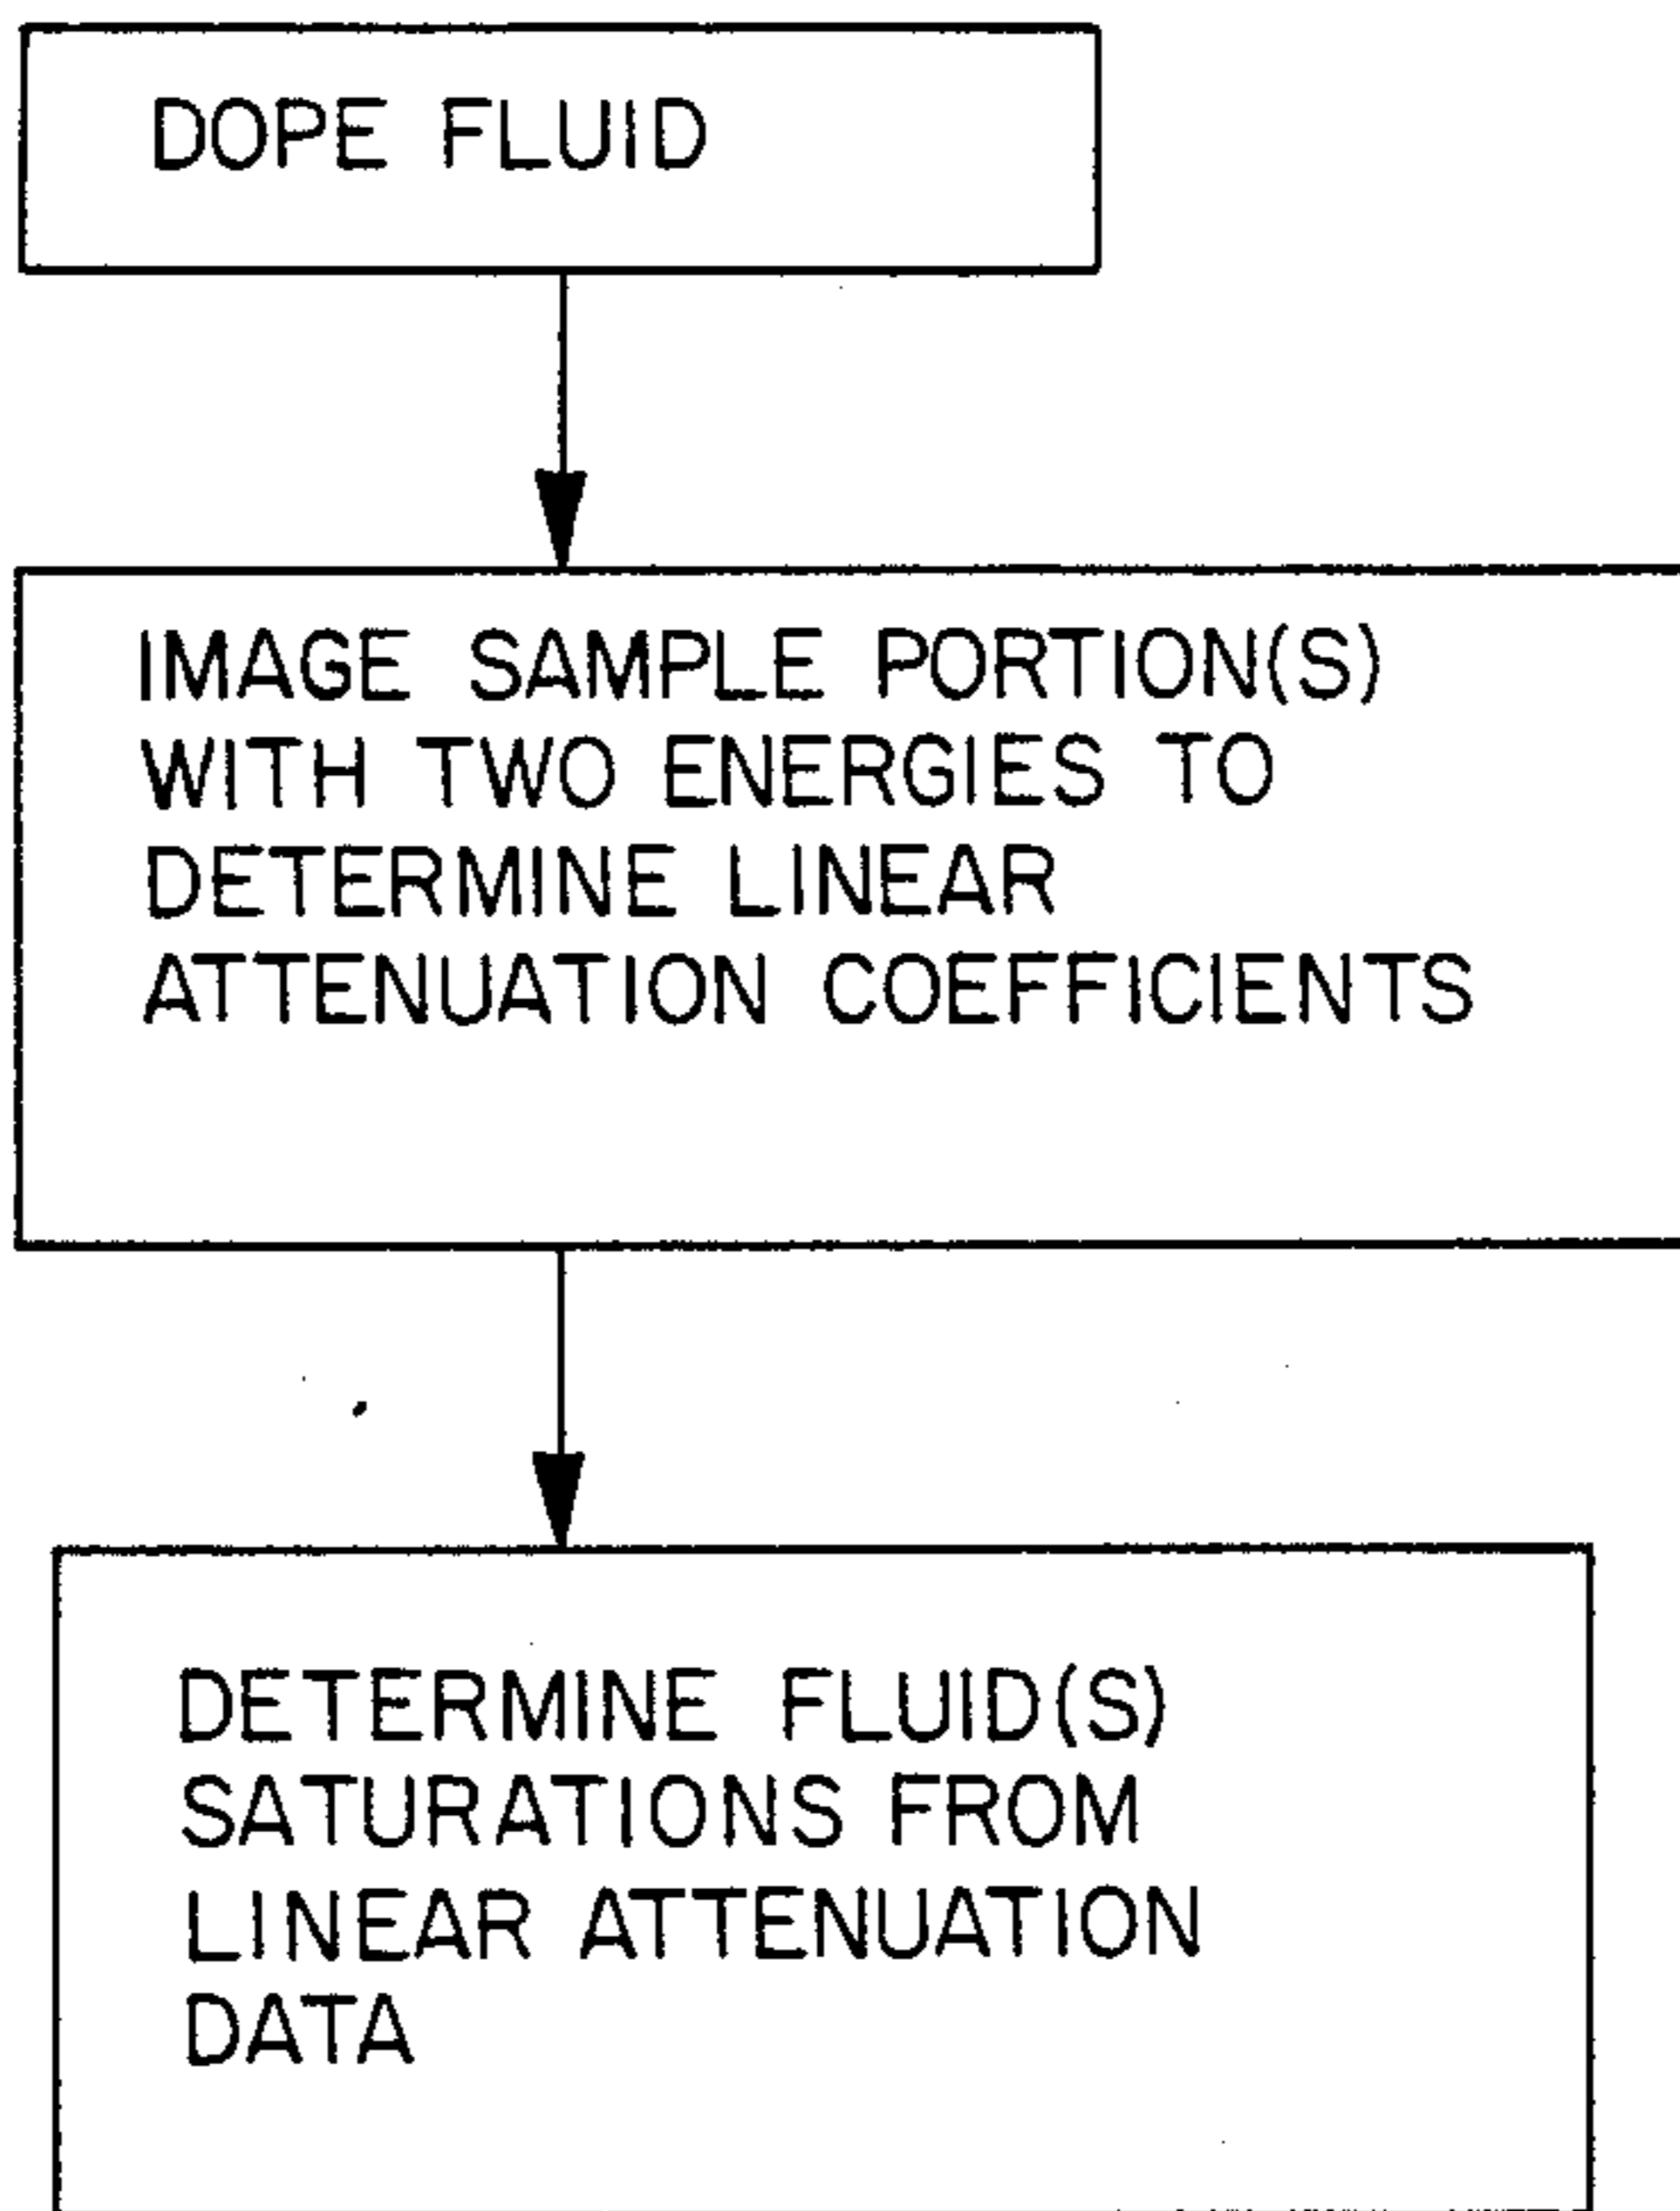 DOPE FLUID
IMAGE SAMPLE PORTION(S)
WITH TWO ENERGIES TO
DETERMINE LINEAR
ATTENUATION COEFFICIENTS
DETERMINE FLUID(S)
SATURATIONS FROM
LINEAR ATTENUATION
DATA